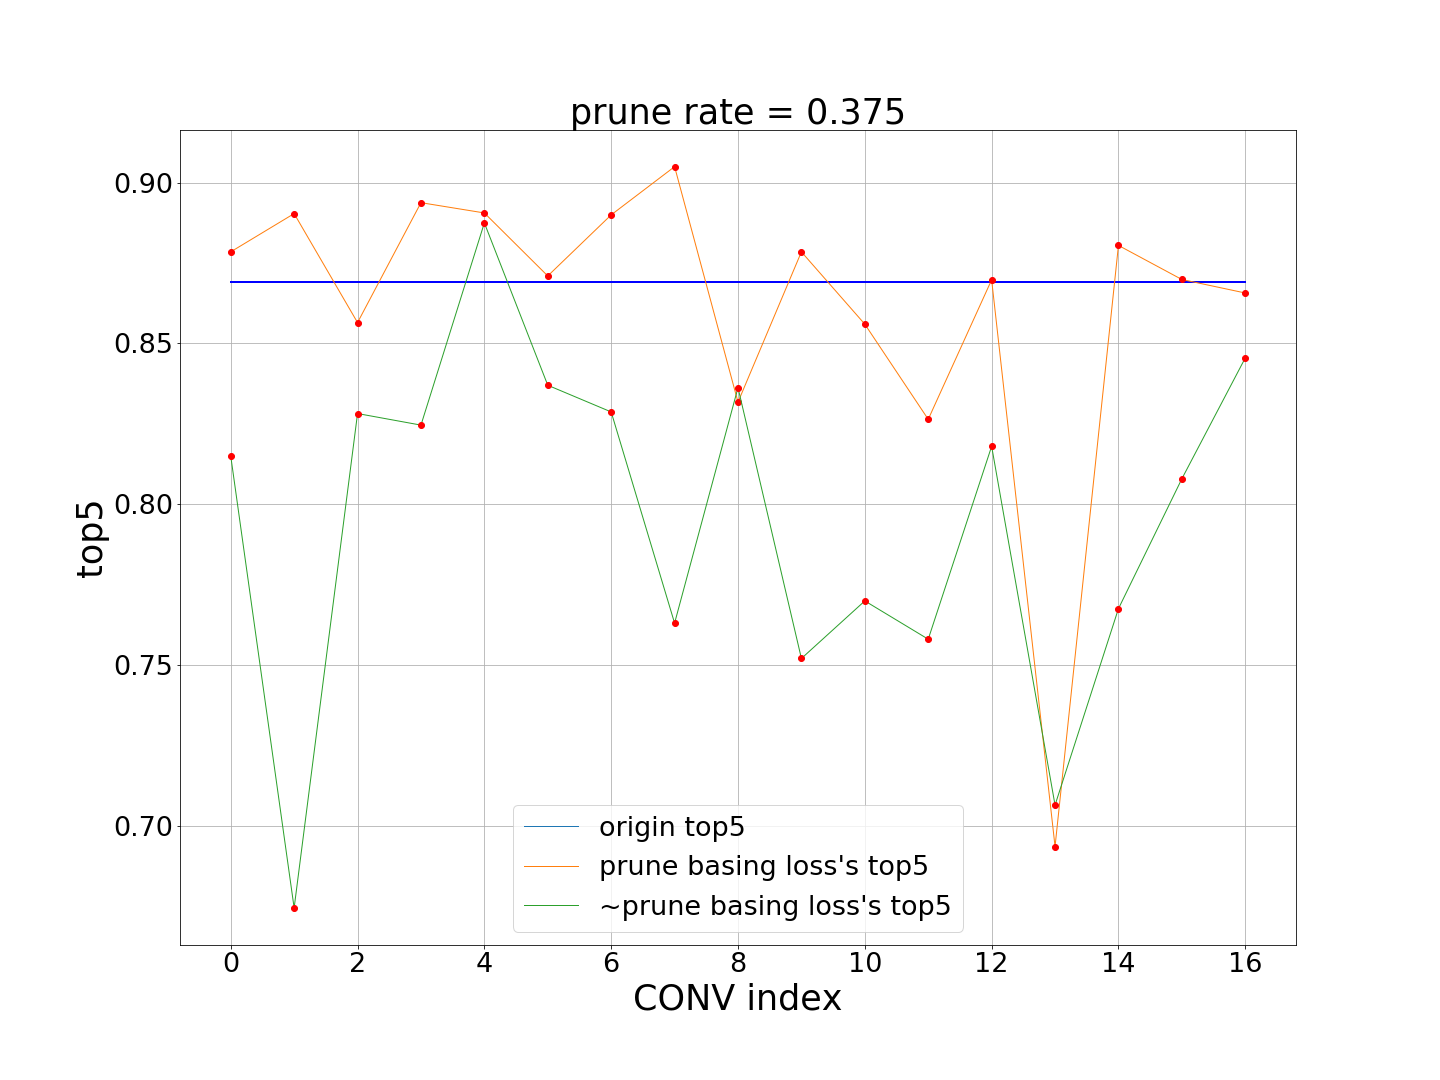 prune rate = 0.375
0.90
0.85
0.80
0.75
0.70
top5
origin top5
prune basing loss's top5
~prune basing loss's top5
0 2 4 6 8 10 12 14 16
CONV index